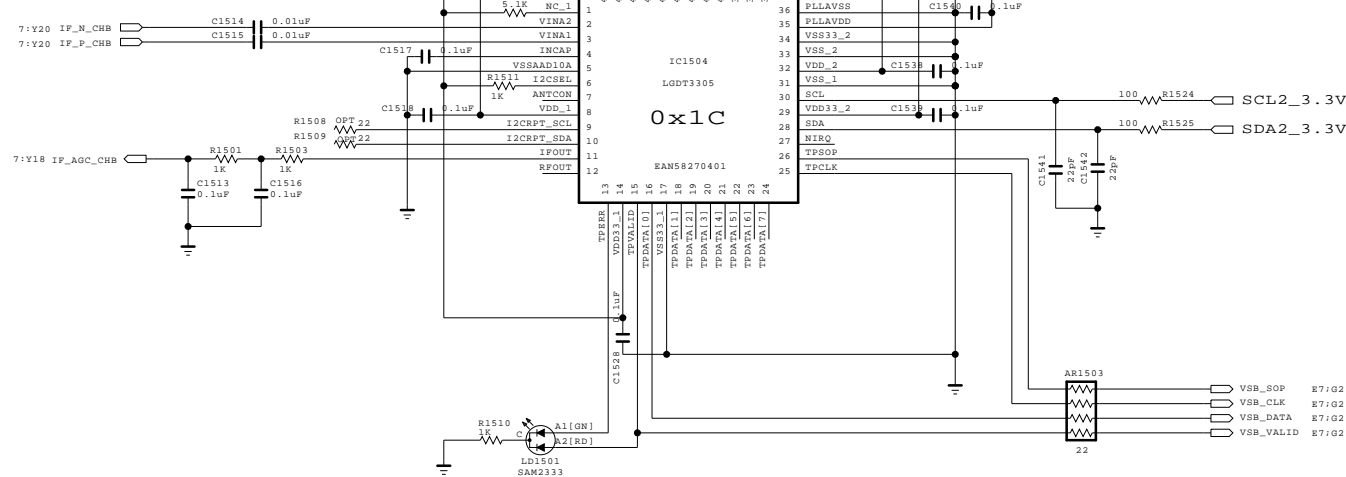 5.1K
NC_1
1
C1514
0.01uF
7:Y20 IF_N_CHB
VINA2
2
C1515
0.01uF
7:Y20 IF_P_CHB
VINA1
3
C1517
0.1uF
INCAP
4
VSSAAD10A
5
R1511
1K
I2CSEL
6
ANTCON
7
C1518
0.1uF
VDD_1
8
R1508
OPT 22
I2CRPT_SCL
9
R1509
OPT 22
I2CRPT_SDA
10
7:Y18 IF_AGC_CHB
R1501
1K
R1503
1K
IFOUT
11
RFOUT
12
C1513
0.1uF
C1516
0.1uF
IC1504
LGDT3305
0x1C
EAN58270401
36
PLLAVSS
C1540
0.1uF
35
PLLAVDD
34
VSS33_2
33
VSS_2
32
VDD_2
C1538
0.1uF
31
VSS_1
30
SCL
100
R1524
SCL2_3.3V
29
VDD33_2
C1539
0.1uF
28
SDA
100
R1525
SDA2_3.3V
27
NIRQ
26
TPSOP
25
TPCLK
C1541
22pF
C1542
22pF
13
14
15
16
17
18
19
20
21
22
23
24
TPERR
VDD33_1
TPVALID
TPDATA[0]
VSS33_1
TPDATA[1]
TPDATA[2]
TPDATA[3]
TPDATA[4]
TPDATA[5]
TPDATA[6]
TPDATA[7]
0.1uF
C1528
AR1503
VSB_SOP E7;G2
VSB_CLK E7;G2
VSB_DATA E7;G2
VSB_VALID E7;G2
22
R1510
1K
C
A1[GN]
A2[RD]
LD1501
SAM2333